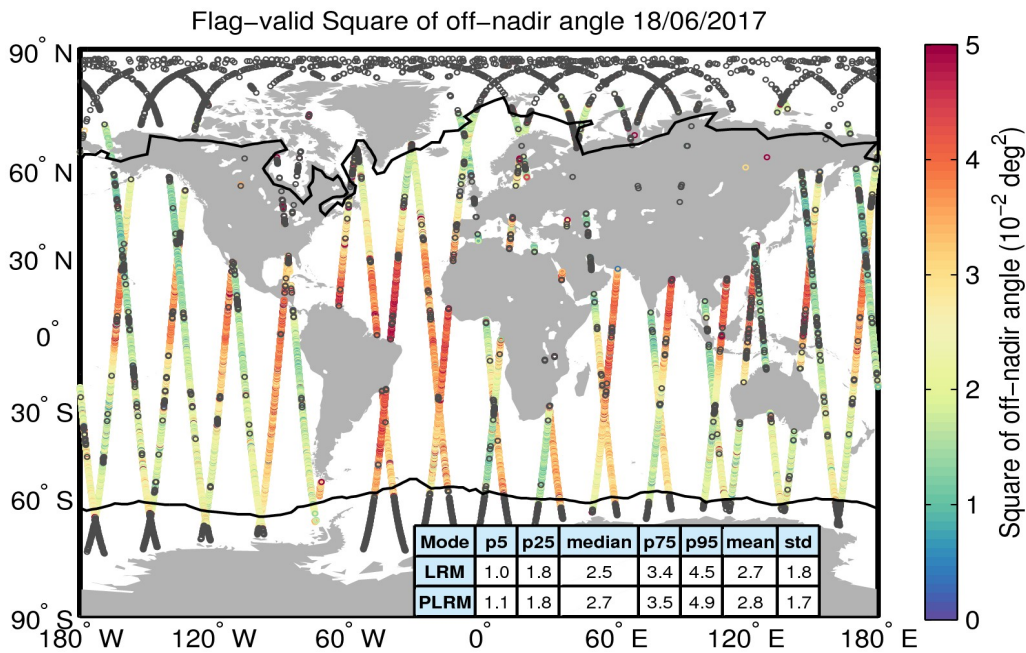 Flag−valid Square of off−nadir angle 18/06/2017
90° N
60° N
30° N
0°
30° S
60° S
90° S
180° W
120° W
60° W
0°
60° E
120° E
180° E
Mode p5 p25 median p75 p95 mean std
LRM 1.0 1.8 2.5 3.4 4.5 2.7 1.8
PLRM 1.1 1.8 2.7 3.5 4.9 2.8 1.7
5
4
3
2
1
0
Square of off−nadir angle (10⁻² deg²)